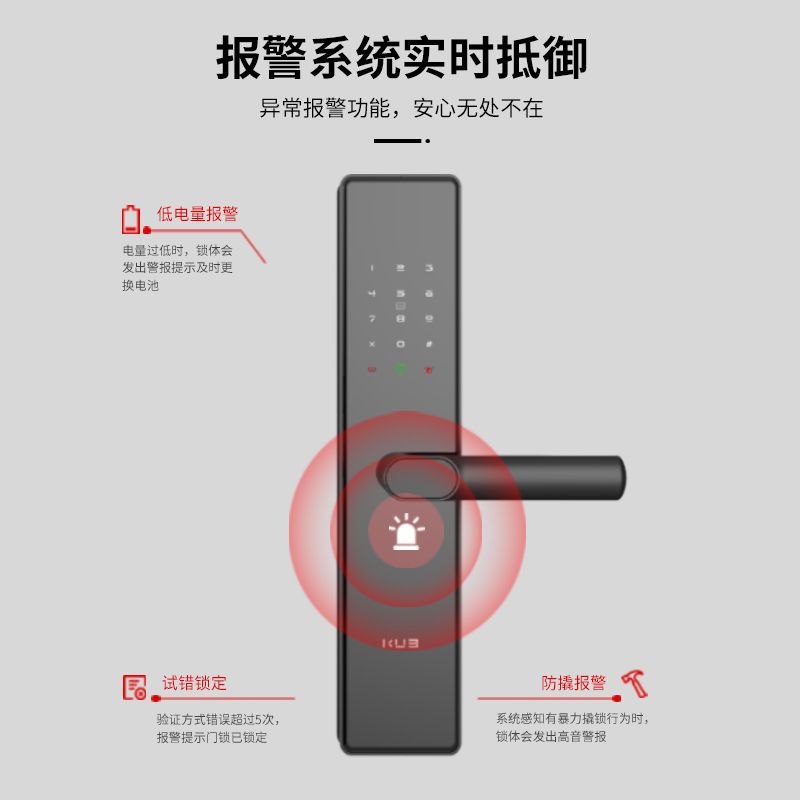 报警系统实时抵御
异常报警功能，安心无处不在
低电量报警
电量过低时，锁体会
发出警报提示及时更
换电池
1 2 3
4 5 6
7 8 9
× 0 #
KUB
试错锁定
防撬报警
验证方式错误超过5次，
报警提示门锁已锁定
系统感知有暴力撬锁行为时，
锁体会发出高音警报